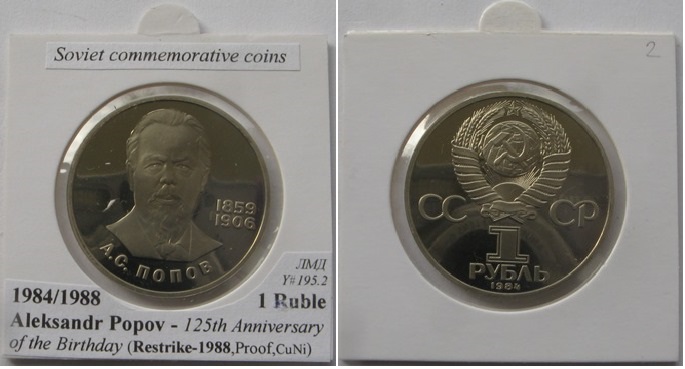 Soviet commemorative coins
1859
1906
А.С. ПОПОВ
ЛМД
Y# 195.2
1984/1988 1 Ruble
Aleksandr Popov - 125th Anniversary
of the Birthday (Restrike-1988,Proof,CuNi)
2
СС СР
1
РУБЛЬ
1984